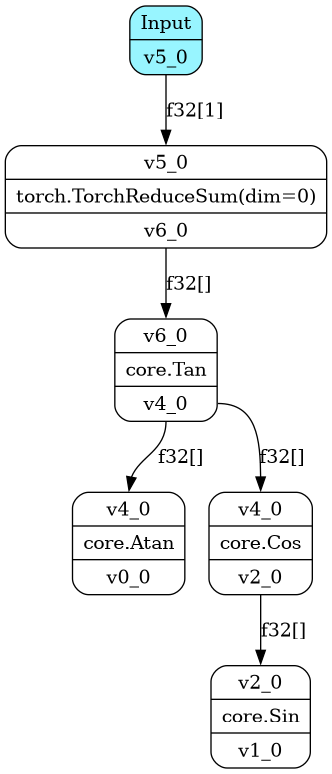 Input
v5_0
f32[1]
v5_0
torch.TorchReduceSum(dim=0)
v6_0
f32[]
v6_0
core.Tan
v4_0
f32[]
f32[]
v4_0
core.Atan
v0_0
v4_0
core.Cos
v2_0
f32[]
v2_0
core.Sin
v1_0